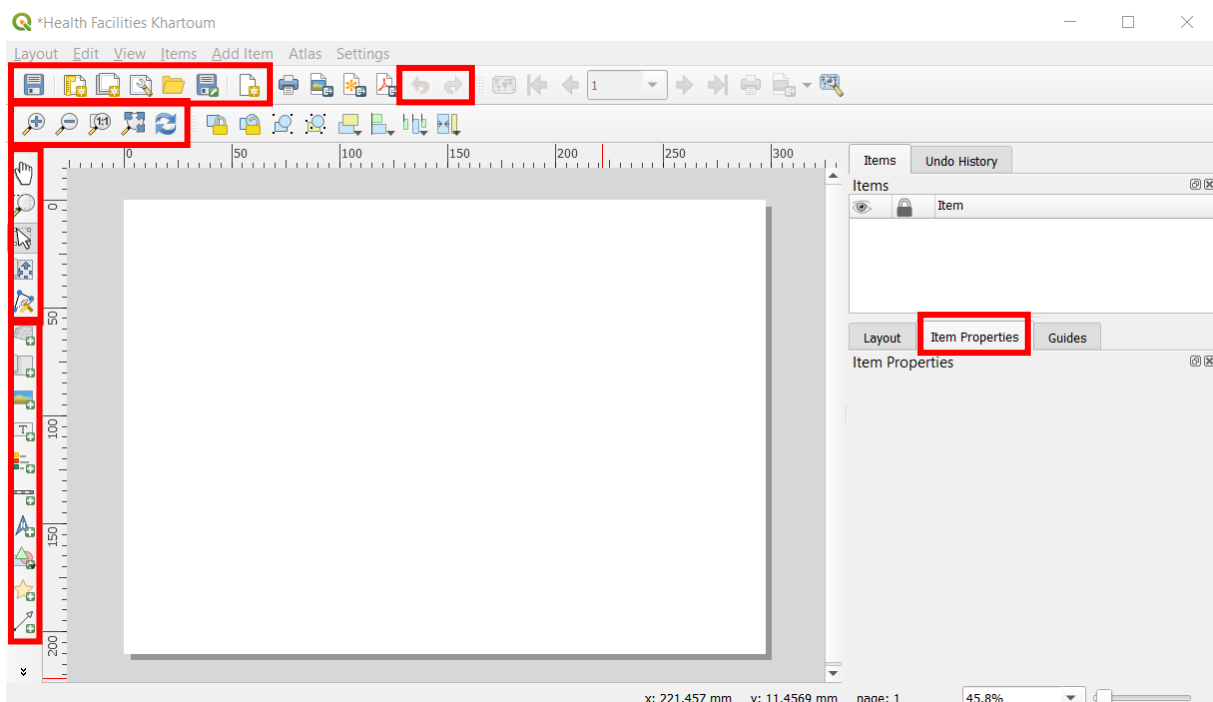 *Health Facilities Khartoum
Layout Edit View Items Add Item Atlas Settings
1
0 50 100 150 200 250 300
Items Undo History
Items
Item
0
50
100
150
200
Layout Item Properties Guides
Item Properties
x: 221.457 mm y: 11.4569 mm page: 1 45.8%